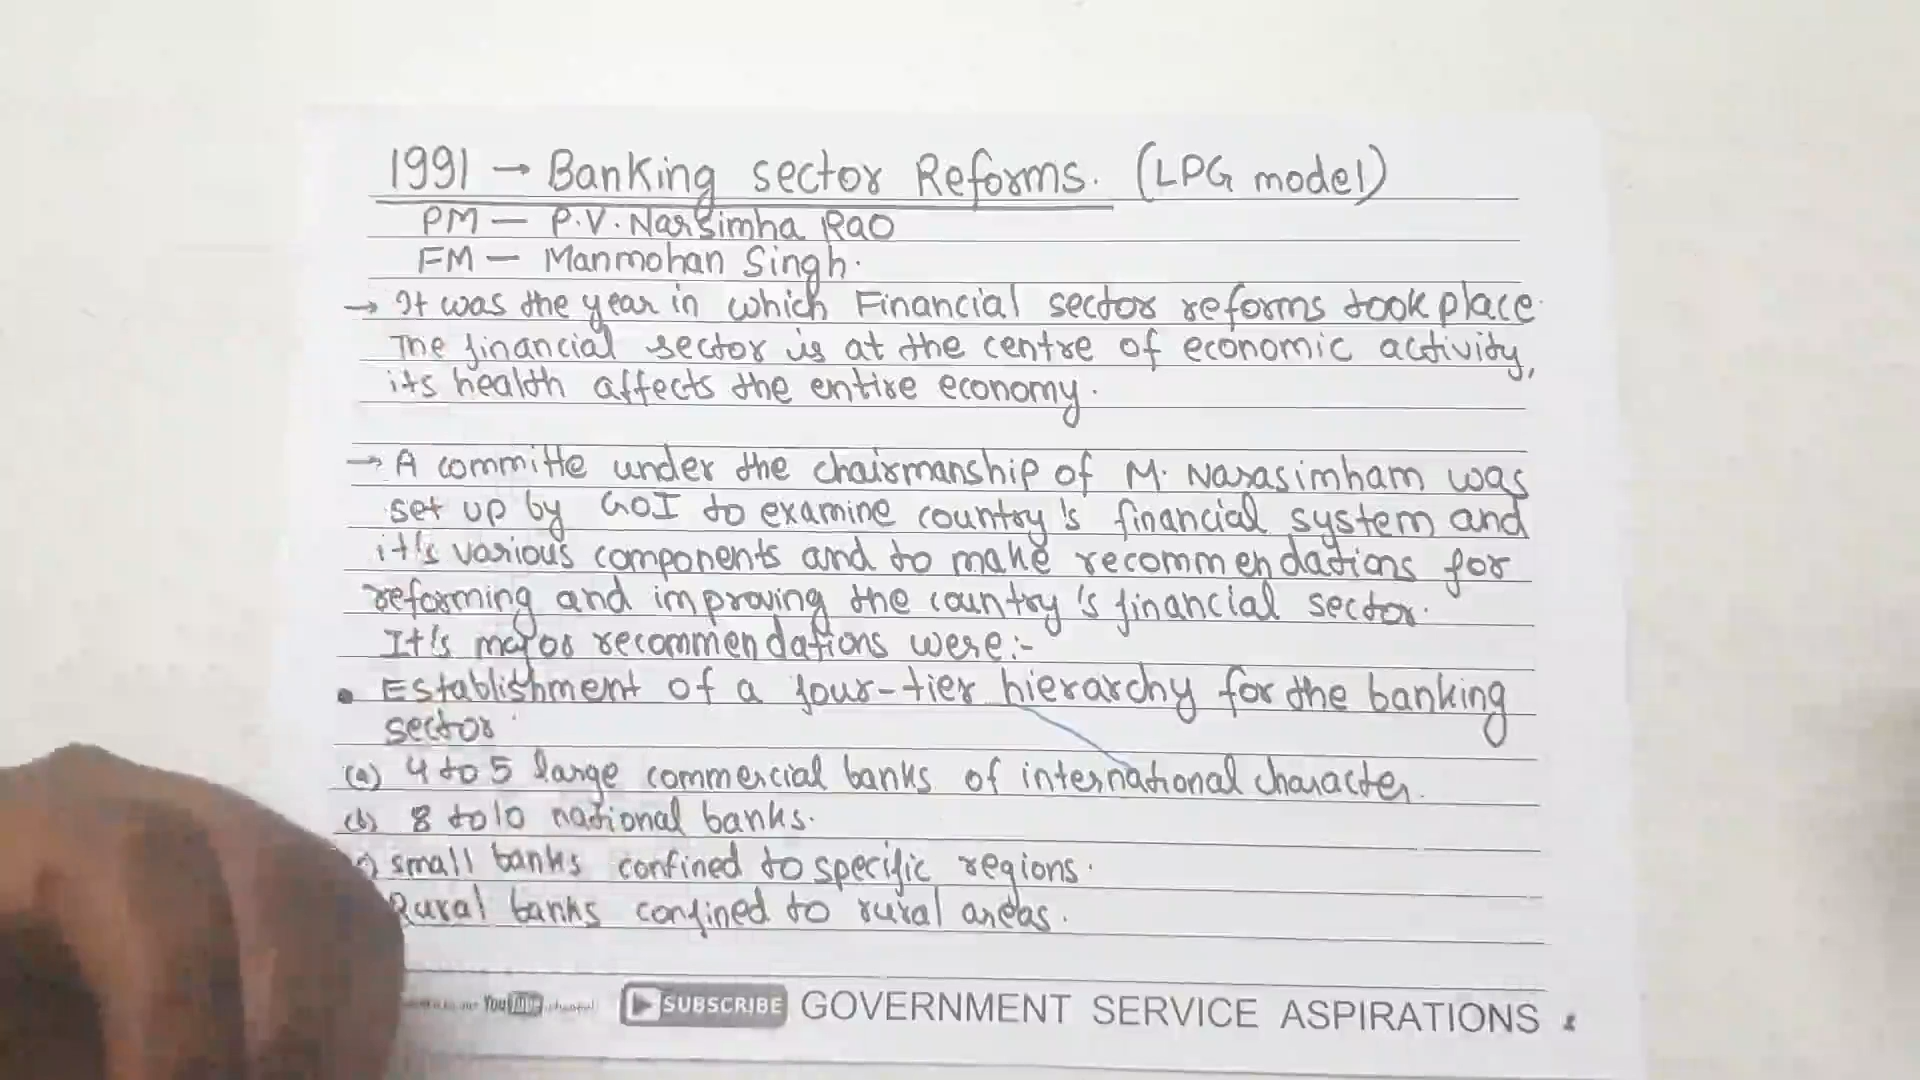 1991 → Banking sector Reforms. (LPG model)
PM — P.V. Narsimha Rao
FM — Manmohan Singh.
→ It was the year in which Financial sector reforms took place.
The financial sector is at the centre of economic activity,
its health affects the entire economy.
→ A committe under the chairmanship of M. Narasimham was
set up by GOI to examine country's financial system and
it's various components and to make recommendations for
reforming and improving the country's financial sector.
It's major recommendations were:-
• Establishment of a four-tier hierarchy for the banking
sector.
(a) 4 to 5 large commercial banks of international character.
(b) 8 to 10 national banks.
small banks confined to specific regions.
Rural banks confined to rural areas.
YouTube channel SUBSCRIBE GOVERNMENT SERVICE ASPIRATIONS